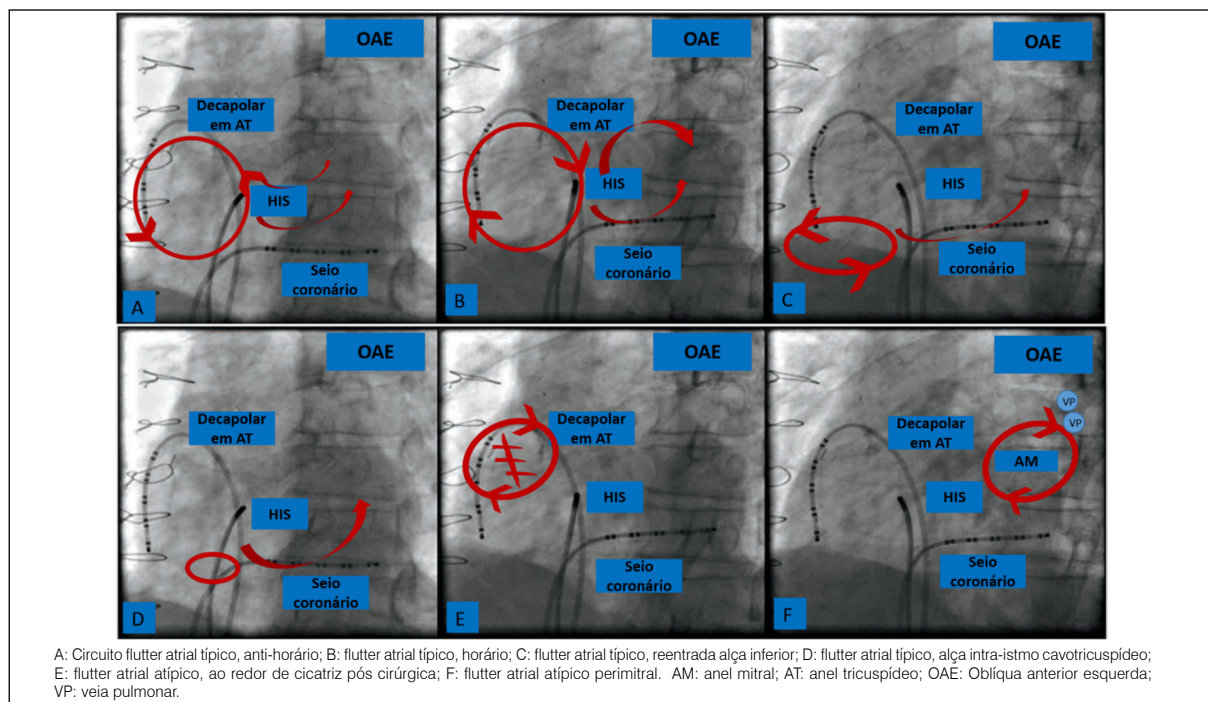 OAE
Decapolar
em AT
HIS
Seio
coronário
A
OAE
Decapolar
em AT
HIS
Seio
coronário
B
OAE
Decapolar
em AT
HIS
Seio
coronário
C
OAE
Decapolar
em AT
HIS
Seio
coronário
D
OAE
Decapolar
em AT
HIS
Seio
coronário
E
OAE
VP
VP
Decapolar
em AT
AM
HIS
Seio
coronário
F
A: Circuito flutter atrial típico, anti-horário; B: flutter atrial típico, horário; C: flutter atrial típico, reentrada alça inferior; D: flutter atrial típico, alça intra-istmo cavotricuspídeo;
E: flutter atrial atípico, ao redor de cicatriz pós cirúrgica; F: flutter atrial atípico perimitral. AM: anel mitral; AT: anel tricuspídeo; OAE: Oblíqua anterior esquerda;
VP: veia pulmonar.